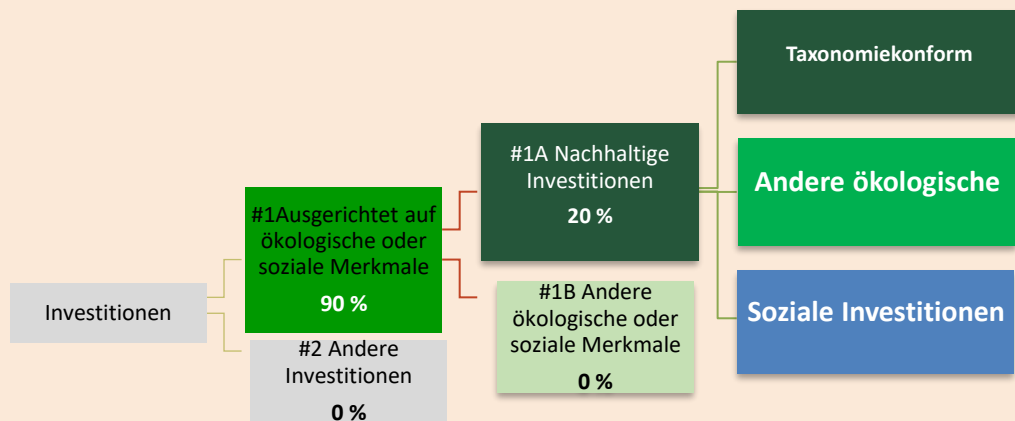 Investitionen
#1Ausgerichtet auf
ökologische oder
soziale Merkmale
90 %
#2 Andere
Investitionen
0 %
#1A Nachhaltige
Investitionen
20 %
#1B Andere
ökologische oder
soziale Merkmale
0 %
Taxonomiekonform
Andere ökologische
Soziale Investitionen